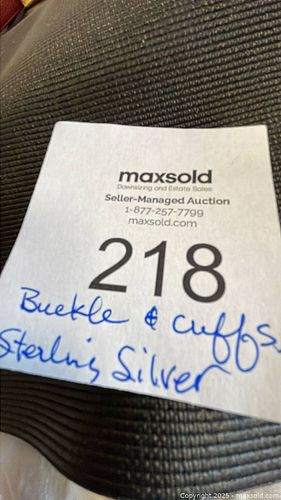 maxsold
Downsizing and Estate Sales
Seller-Managed Auction
1-877-257-7799
maxsold.com
218
Buckle & cuffs
Sterling Silver
Copyright 2025 - maxsold.com